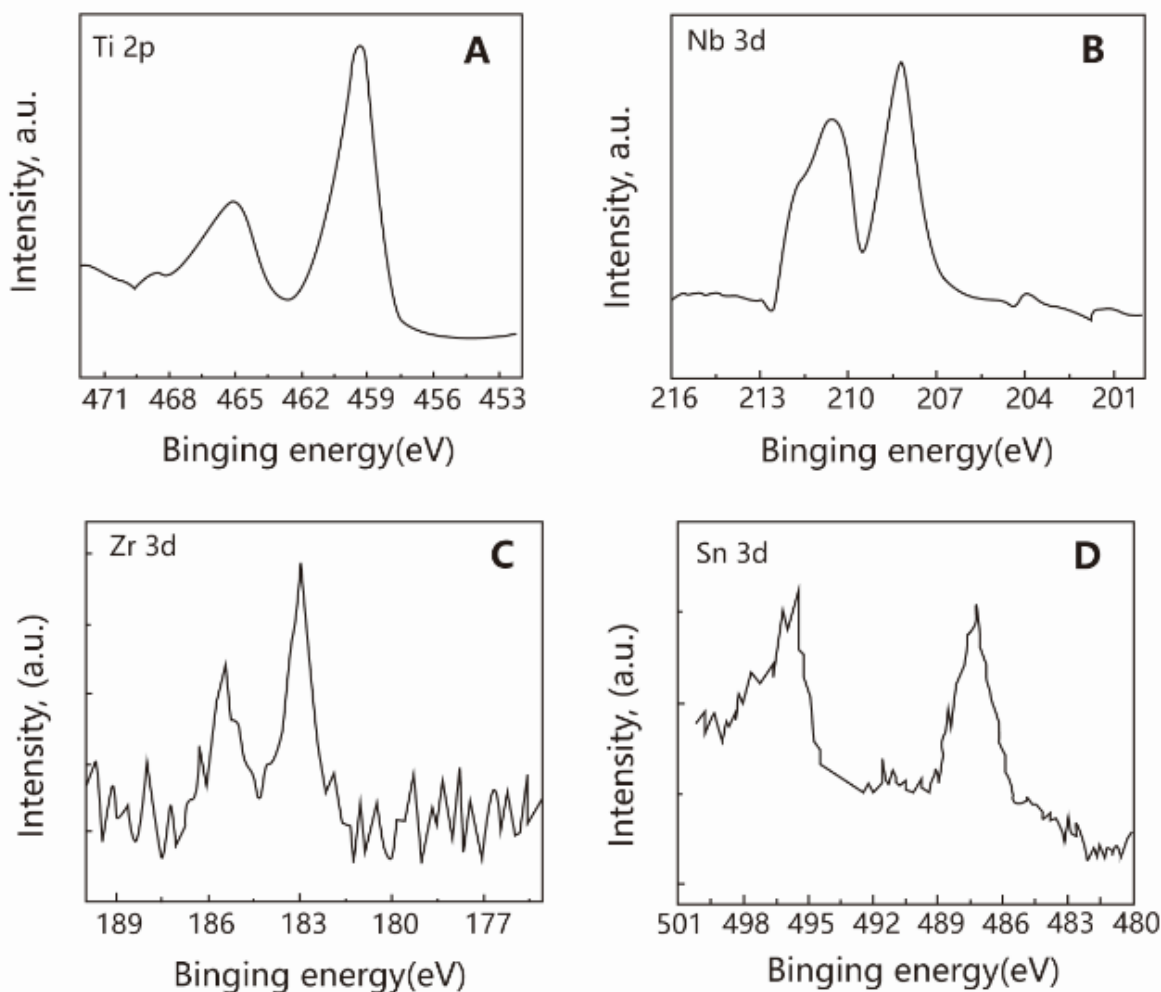 Ti 2p
A
Intensity, a.u.
471 468 465 462 459 456 453
Binging energy(eV)
Nb 3d
B
Intensity, a.u.
216 213 210 207 204 201
Binging energy(eV)
Zr 3d
C
Intensity, (a.u.)
189 186 183 180 177
Binging energy(eV)
Sn 3d
D
Intensity, (a.u.)
501 498 495 492 489 486 483 480
Binging energy(eV)